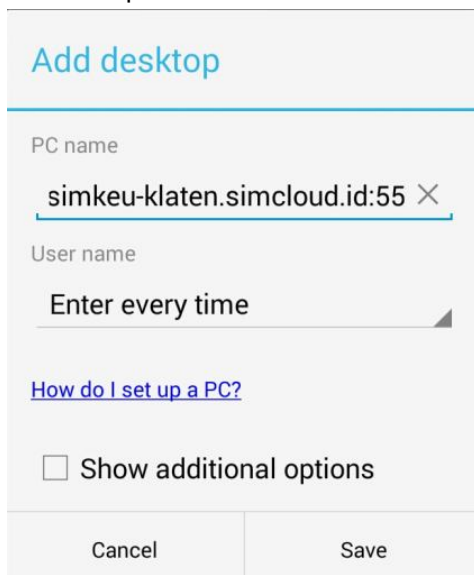 Add desktop
PC name
simkeu-klaten.simcloud.id:55
User name
Enter every time
How do I set up a PC?
Show additional options
Cancel Save